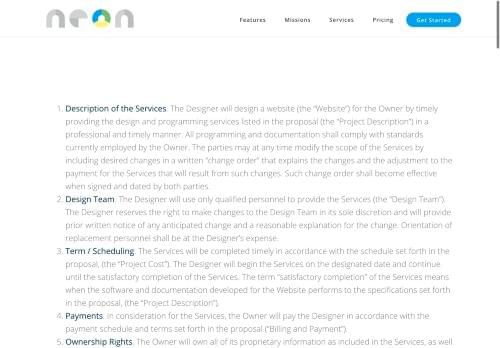 neon
Features Missions Services Pricing Get Started
1. Description of the Services. The Designer will design a website (the “Website”) for the Owner by timely
providing the design and programming services listed in the proposal (the “Project Description”) in a
professional and timely manner. All programming and documentation shall comply with standards
currently employed by the Owner. The parties may at any time modify the scope of the Services by
including desired changes in a written “change order” that explains the changes and the adjustment to the
payment for the Services that will result from such changes. Such change order shall become effective
when signed and dated by both parties.
2. Design Team. The Designer will use only qualified personnel to provide the Services (the “Design Team”).
The Designer reserves the right to make changes to the Design Team in its sole discretion and will provide
prior written notice of any anticipated change and a reasonable explanation for the change. Orientation of
replacement personnel shall be at the Designer’s expense.
3. Term / Scheduling. The Services will be completed timely in accordance with the schedule set forth in the
proposal, (the “Project Cost”). The Designer will begin the Services on the designated date and continue
until the satisfactory completion of the Services. The term “satisfactory completion” of the Services means
when the software and documentation developed for the Website performs to the specifications set forth
in the proposal, (the “Project Description”).
4. Payments. In consideration for the Services, the Owner will pay the Designer in accordance with the
payment schedule and terms set forth in the proposal (“Billing and Payment”).
5. Ownership Rights. The Owner will own all of its proprietary information as included in the Services, as well